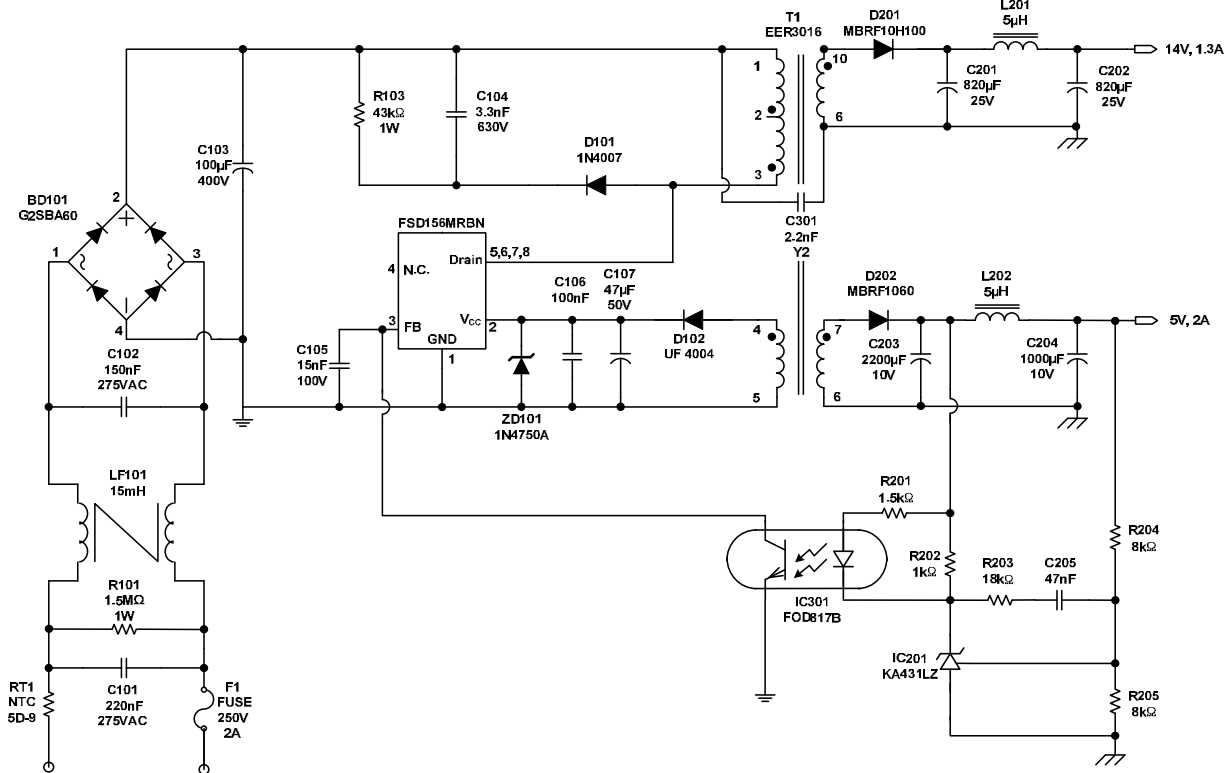 T1
EER3016
D201
MBRF10H100
L201
5µH
14V, 1.3A
1
10
R103
43kΩ
1W
C104
3.3nF
630V
C201
820µF
25V
C202
820µF
25V
2
6
C103
100µF
400V
D101
1N4007
3
BD101
G2SBA60
2
1
3
4
C301
2.2nF
Y2
FSD156MRBN
4
N.C.
Drain
5,6,7,8
3
FB
VCC
2
GND
1
C106
100nF
C107
47µF
50V
D102
UF 4004
4
5
D202
MBRF1060
L202
5µH
5V, 2A
7
6
C203
2200µF
10V
C204
1000µF
10V
C105
15nF
100V
C102
150nF
275VAC
ZD101
1N4750A
LF101
15mH
R201
1.5kΩ
R202
1kΩ
R203
18kΩ
C205
47nF
R204
8kΩ
IC301
FOD817B
R101
1.5MΩ
1W
IC201
KA431LZ
R205
8kΩ
RT1
NTC
5D-9
C101
220nF
275VAC
F1
FUSE
250V
2A